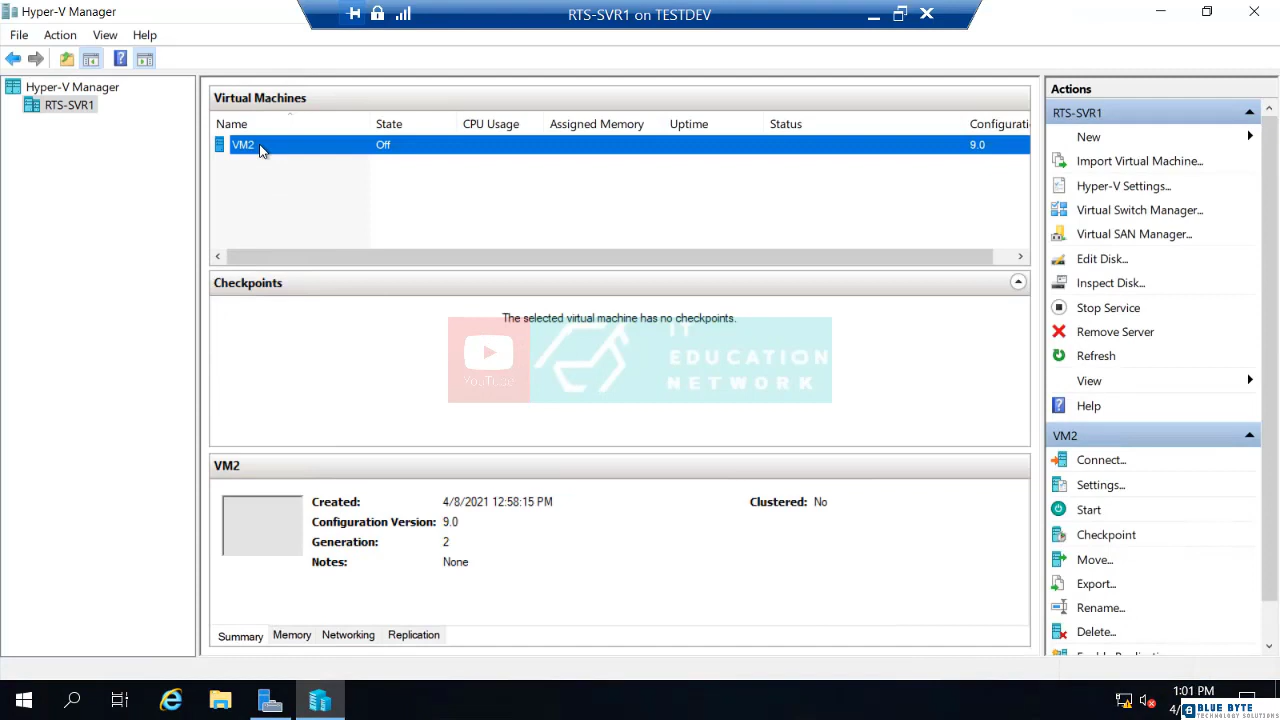 Hyper-V Manager
RTS-SVR1 on TESTDEV
File Action View Help
Hyper-V Manager
RTS-SVR1
Virtual Machines
Name State CPU Usage Assigned Memory Uptime Status Configurati
VM2 Off 9.0
Checkpoints
The selected virtual machine has no checkpoints.
YouTube
IT
EDUCATION
NETWORK
VM2
Created: 4/8/2021 12:58:15 PM Clustered: No
Configuration Version: 9.0
Generation: 2
Notes: None
Summary Memory Networking Replication
Actions
RTS-SVR1
New
Import Virtual Machine...
Hyper-V Settings...
Virtual Switch Manager...
Virtual SAN Manager...
Edit Disk...
Inspect Disk...
Stop Service
Remove Server
Refresh
View
Help
VM2
Connect...
Settings...
Start
Checkpoint
Move...
Export...
Rename...
Delete...
1:01 PM
BLUE BYTE
TECHNOLOGY SOLUTIONS